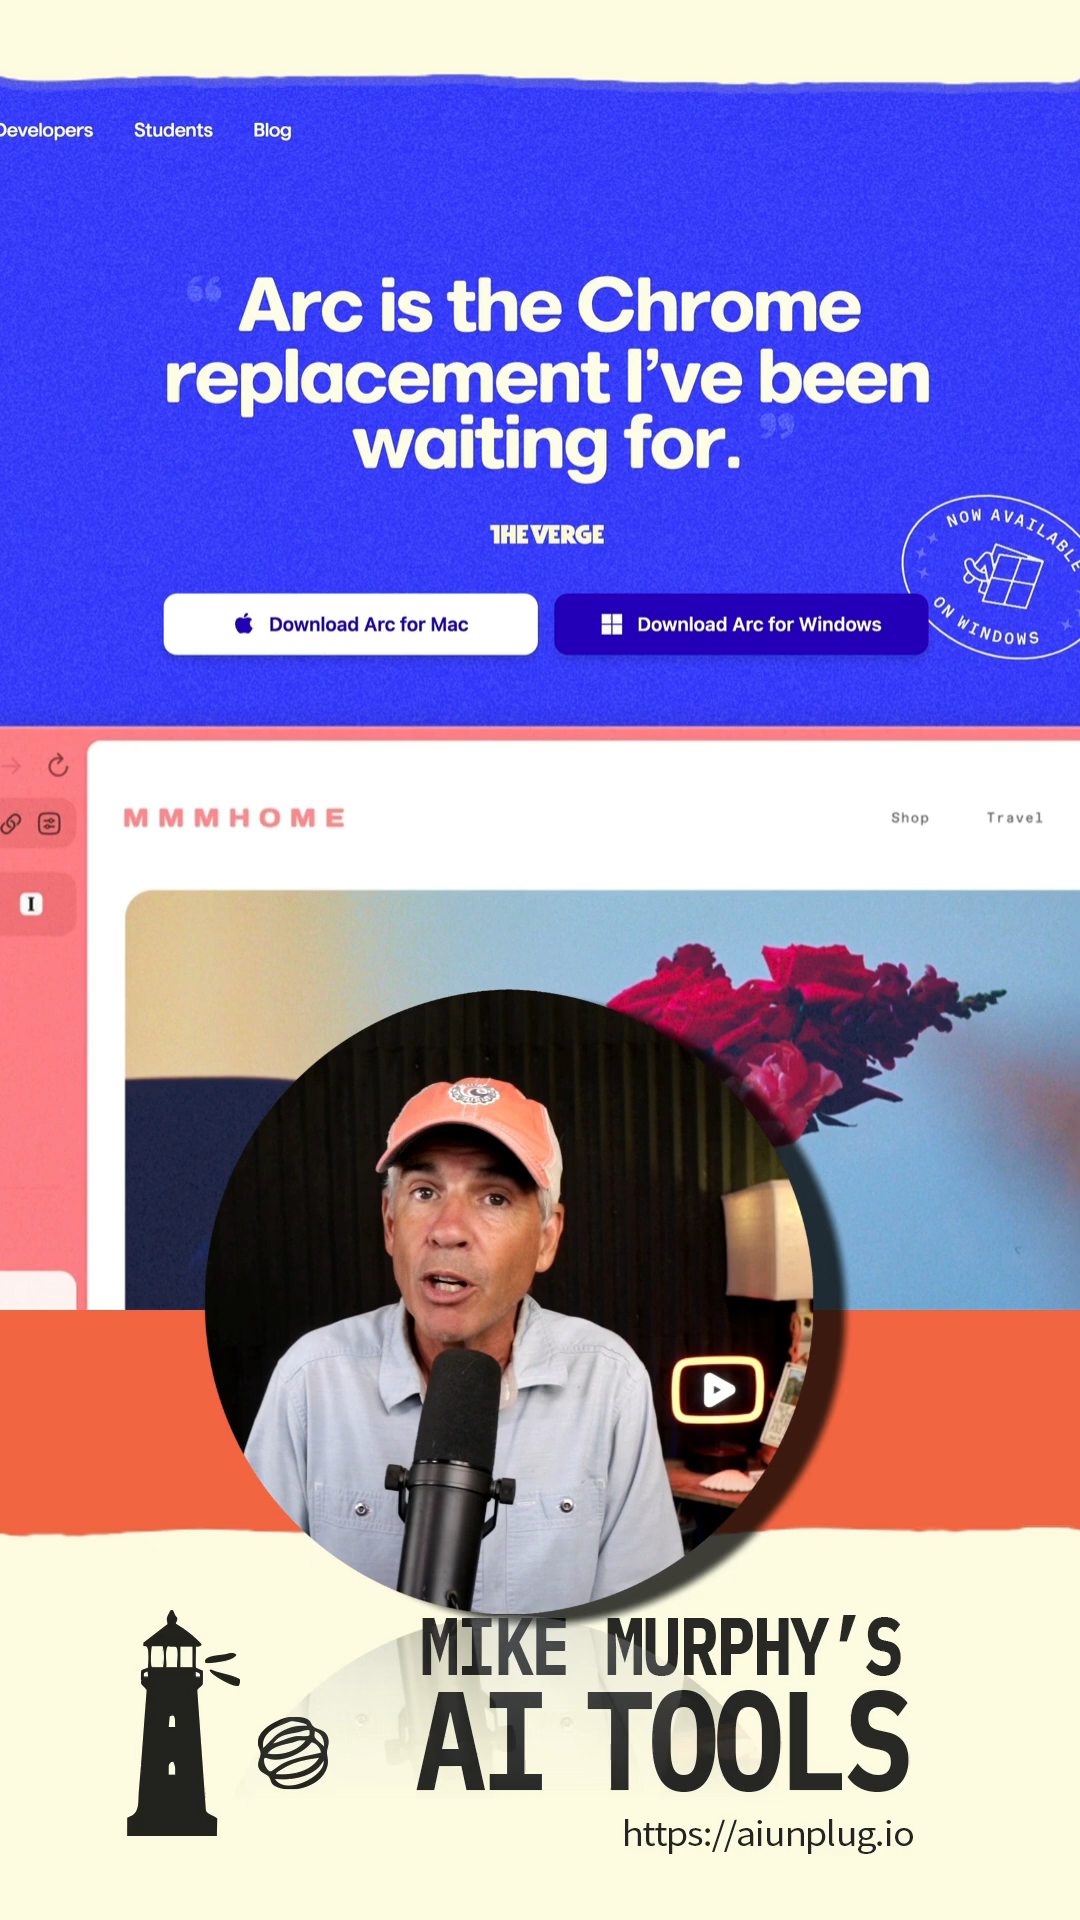 Developers Students Blog
“ Arc is the Chrome
replacement I’ve been
waiting for. ”
THE VERGE
NOW AVAILABLE
ON WINDOWS
Download Arc for Mac
Download Arc for Windows
MMMHOME
Shop Travel
I
MIKE MURPHY’S
AI TOOLS
https://aiunplug.io